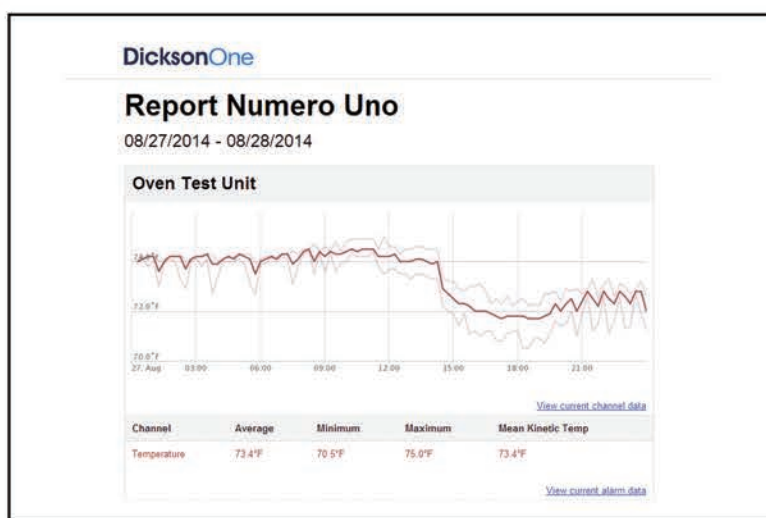 DicksonOne
Report Numero Uno
08/27/2014 - 08/28/2014
Oven Test Unit
74.0°F
72.0°F
70.0°F
27. Aug 03:00 06:00 09:00 12:00 15:00 18:00 21:00
View current channel data
Channel Average Minimum Maximum Mean Kinetic Temp
Temperature 73.4°F 70.5°F 75.0°F 73.4°F
View current alarm data